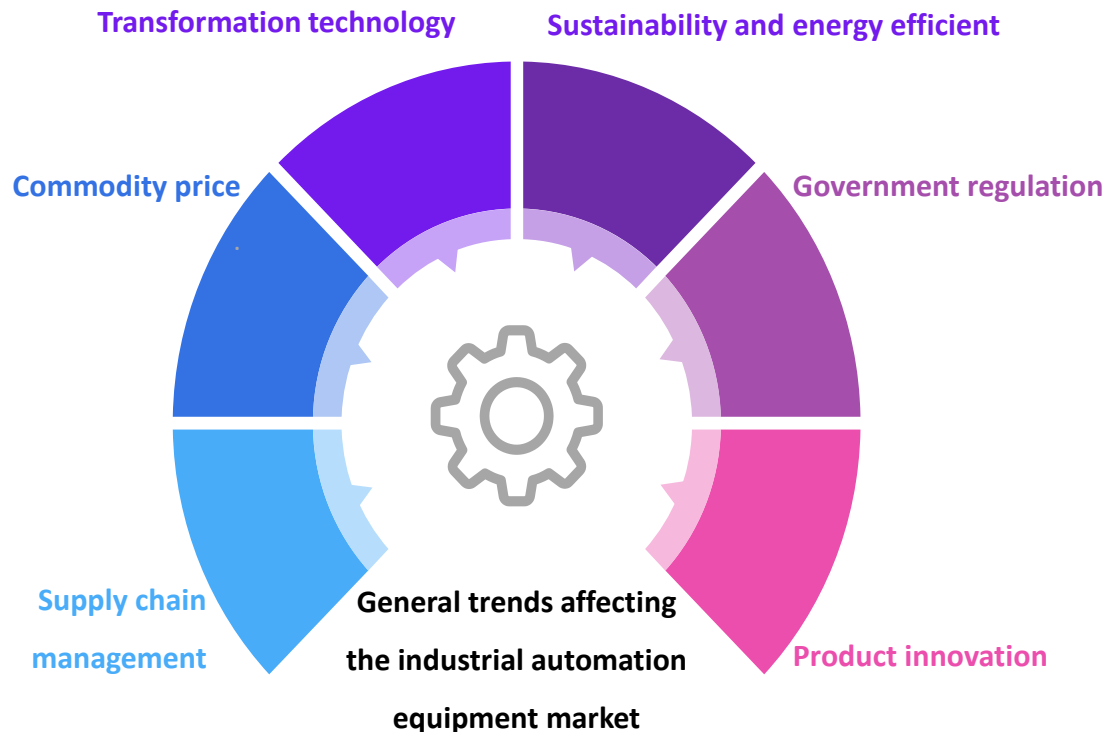 Transformation technology
Sustainability and energy efficient
Commodity price
Government regulation
Supply chain
management
General trends affecting
the industrial automation
equipment market
Product innovation